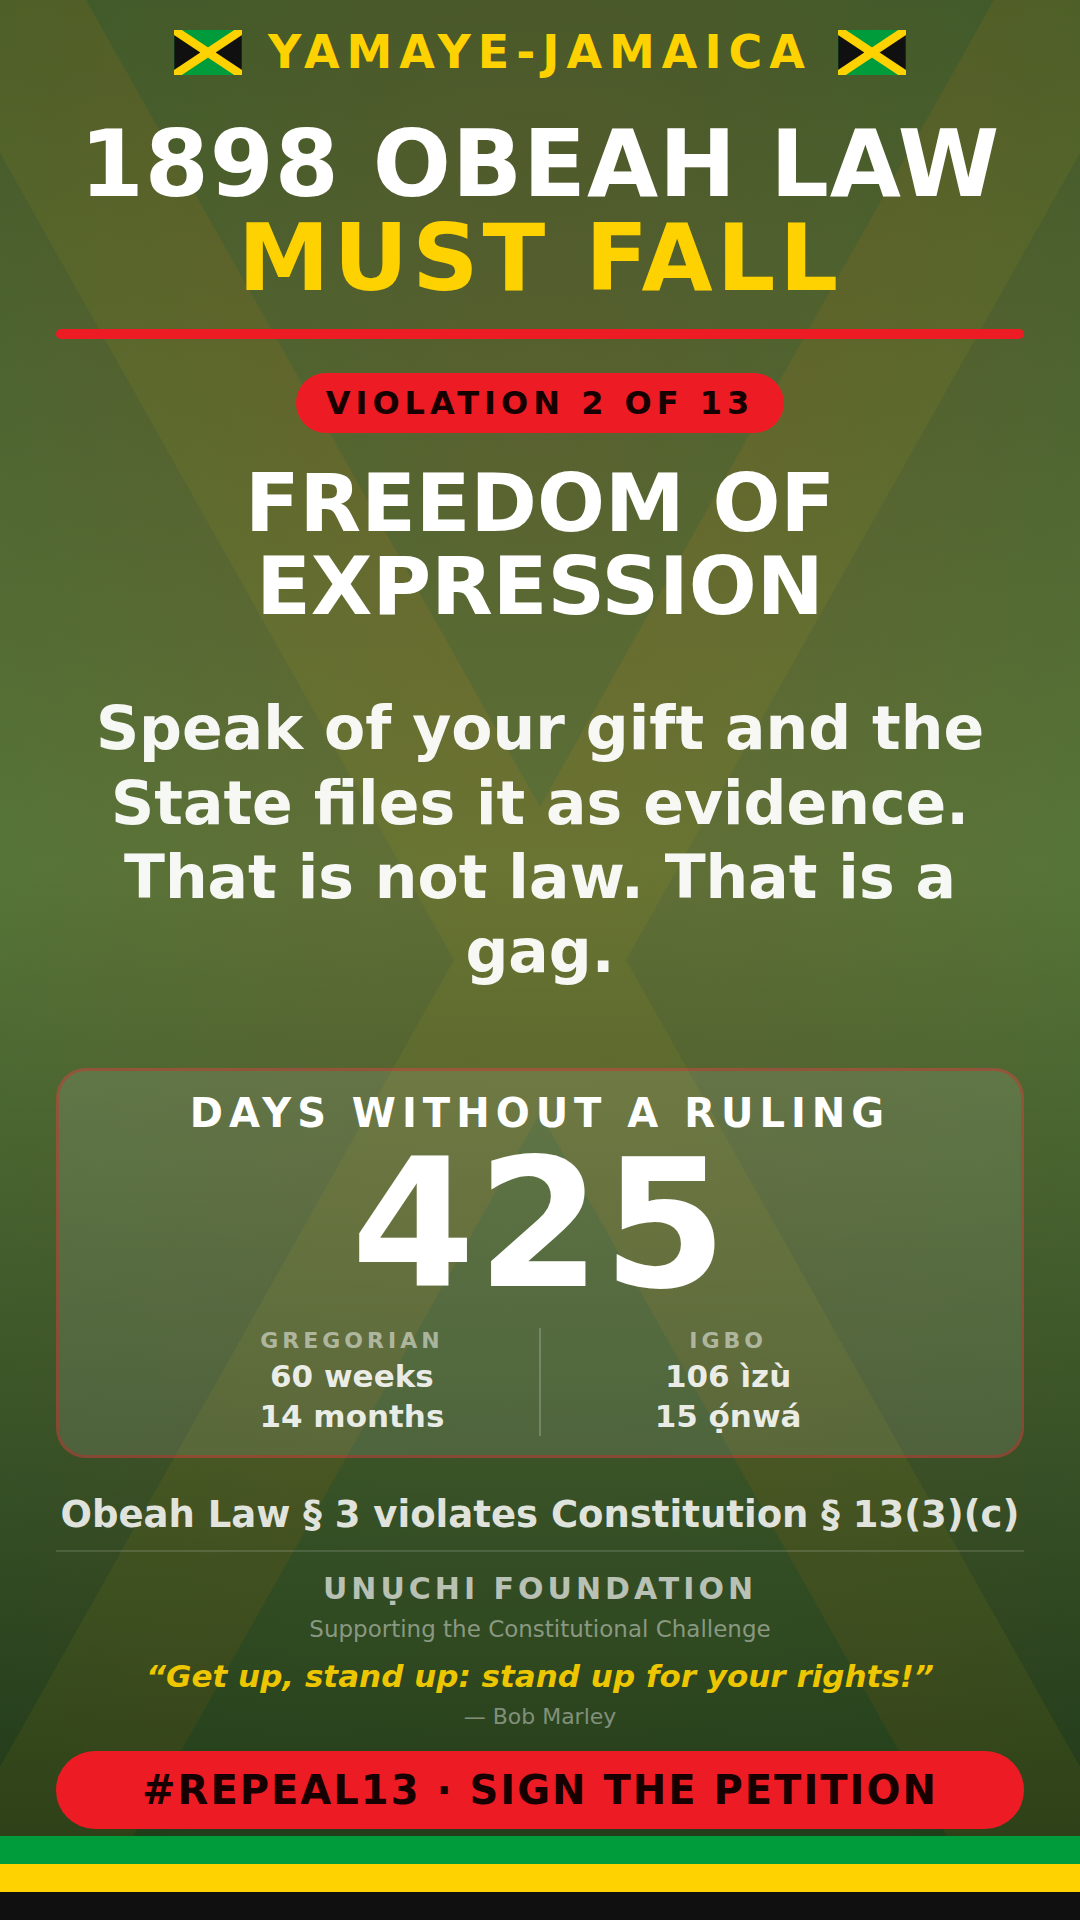 YAMAYE-JAMAICA
1898 OBEAH LAW
MUST FALL
VIOLATION 2 OF 13
FREEDOM OF
EXPRESSION
Speak of your gift and the
State files it as evidence.
That is not law. That is a
gag.
DAYS WITHOUT A RULING
425
GREGORIAN
60 weeks
14 months
IGBO
106 ìzù
15 ọ́nwá
Obeah Law § 3 violates Constitution § 13(3)(c)
UNỤCHI FOUNDATION
Supporting the Constitutional Challenge
“Get up, stand up: stand up for your rights!”
— Bob Marley
#REPEAL13 · SIGN THE PETITION